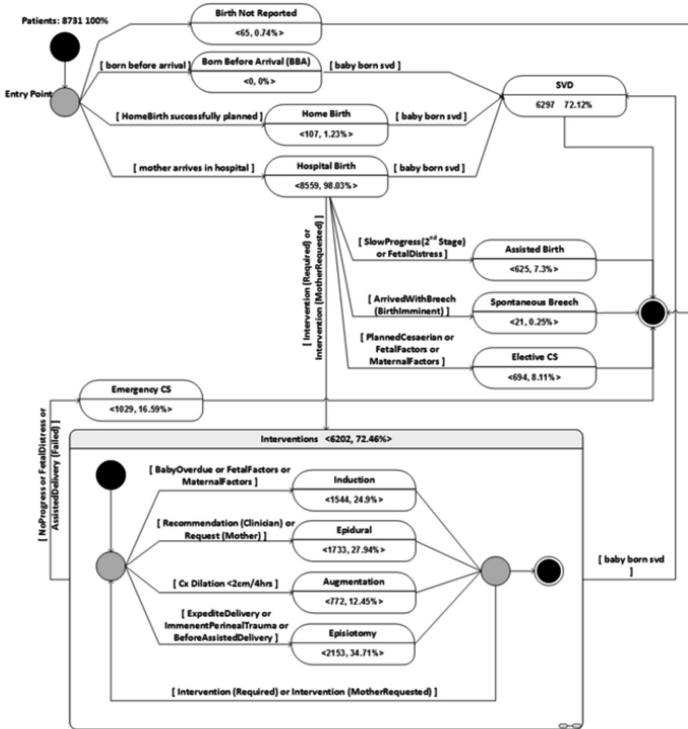 Patients: 8731 100%
Birth Not Reported
<65, 0.74%>
Entry Point
[ born before arrival ]
Born Before Arrival (BBA)
<0, 0%>
[ baby born svd ]
SVD
6297 72.12%
[ HomeBirth successfully planned ]
Home Birth
<107, 1.23%>
[ baby born svd ]
[ mother arrives in hospital ]
Hospital Birth
<8559, 98.03%>
[ baby born svd ]
[ Intervention (Required) or
Intervention (MotherRequested) ]
[ SlowProgress(2nd Stage)
or FetalDistress ]
Assisted Birth
<625, 7.3%>
[ ArrivedWithBreech
(BirthImminent) ]
Spontaneous Breech
<21, 0.25%>
[ PlannedCesaerian or
FetalFactors or
MaternalFactors ]
Elective CS
<694, 8.11%>
Emergency CS
<1029, 16.59%>
[ NoProgress or FetalDistress or
AssistedDelivery (Failed) ]
Interventions <6202, 72.46%>
[ BabyOverdue or FetalFactors or
MaternalFactors ]
Induction
<1544, 24.9%>
[ Recommendation (Clinician) or
Request (Mother) ]
Epidural
<1733, 27.94%>
[ Cx Dilation <2cm/4hrs ]
Augmentation
<772, 12.45%>
[ baby born svd
]
[ ExpediteDelivery or
ImmenentPerinealTrauma or
BeforeAssistedDelivery ]
Episiotomy
<2153, 34.71%>
[ Intervention (Required) or Intervention (MotherRequested) ]